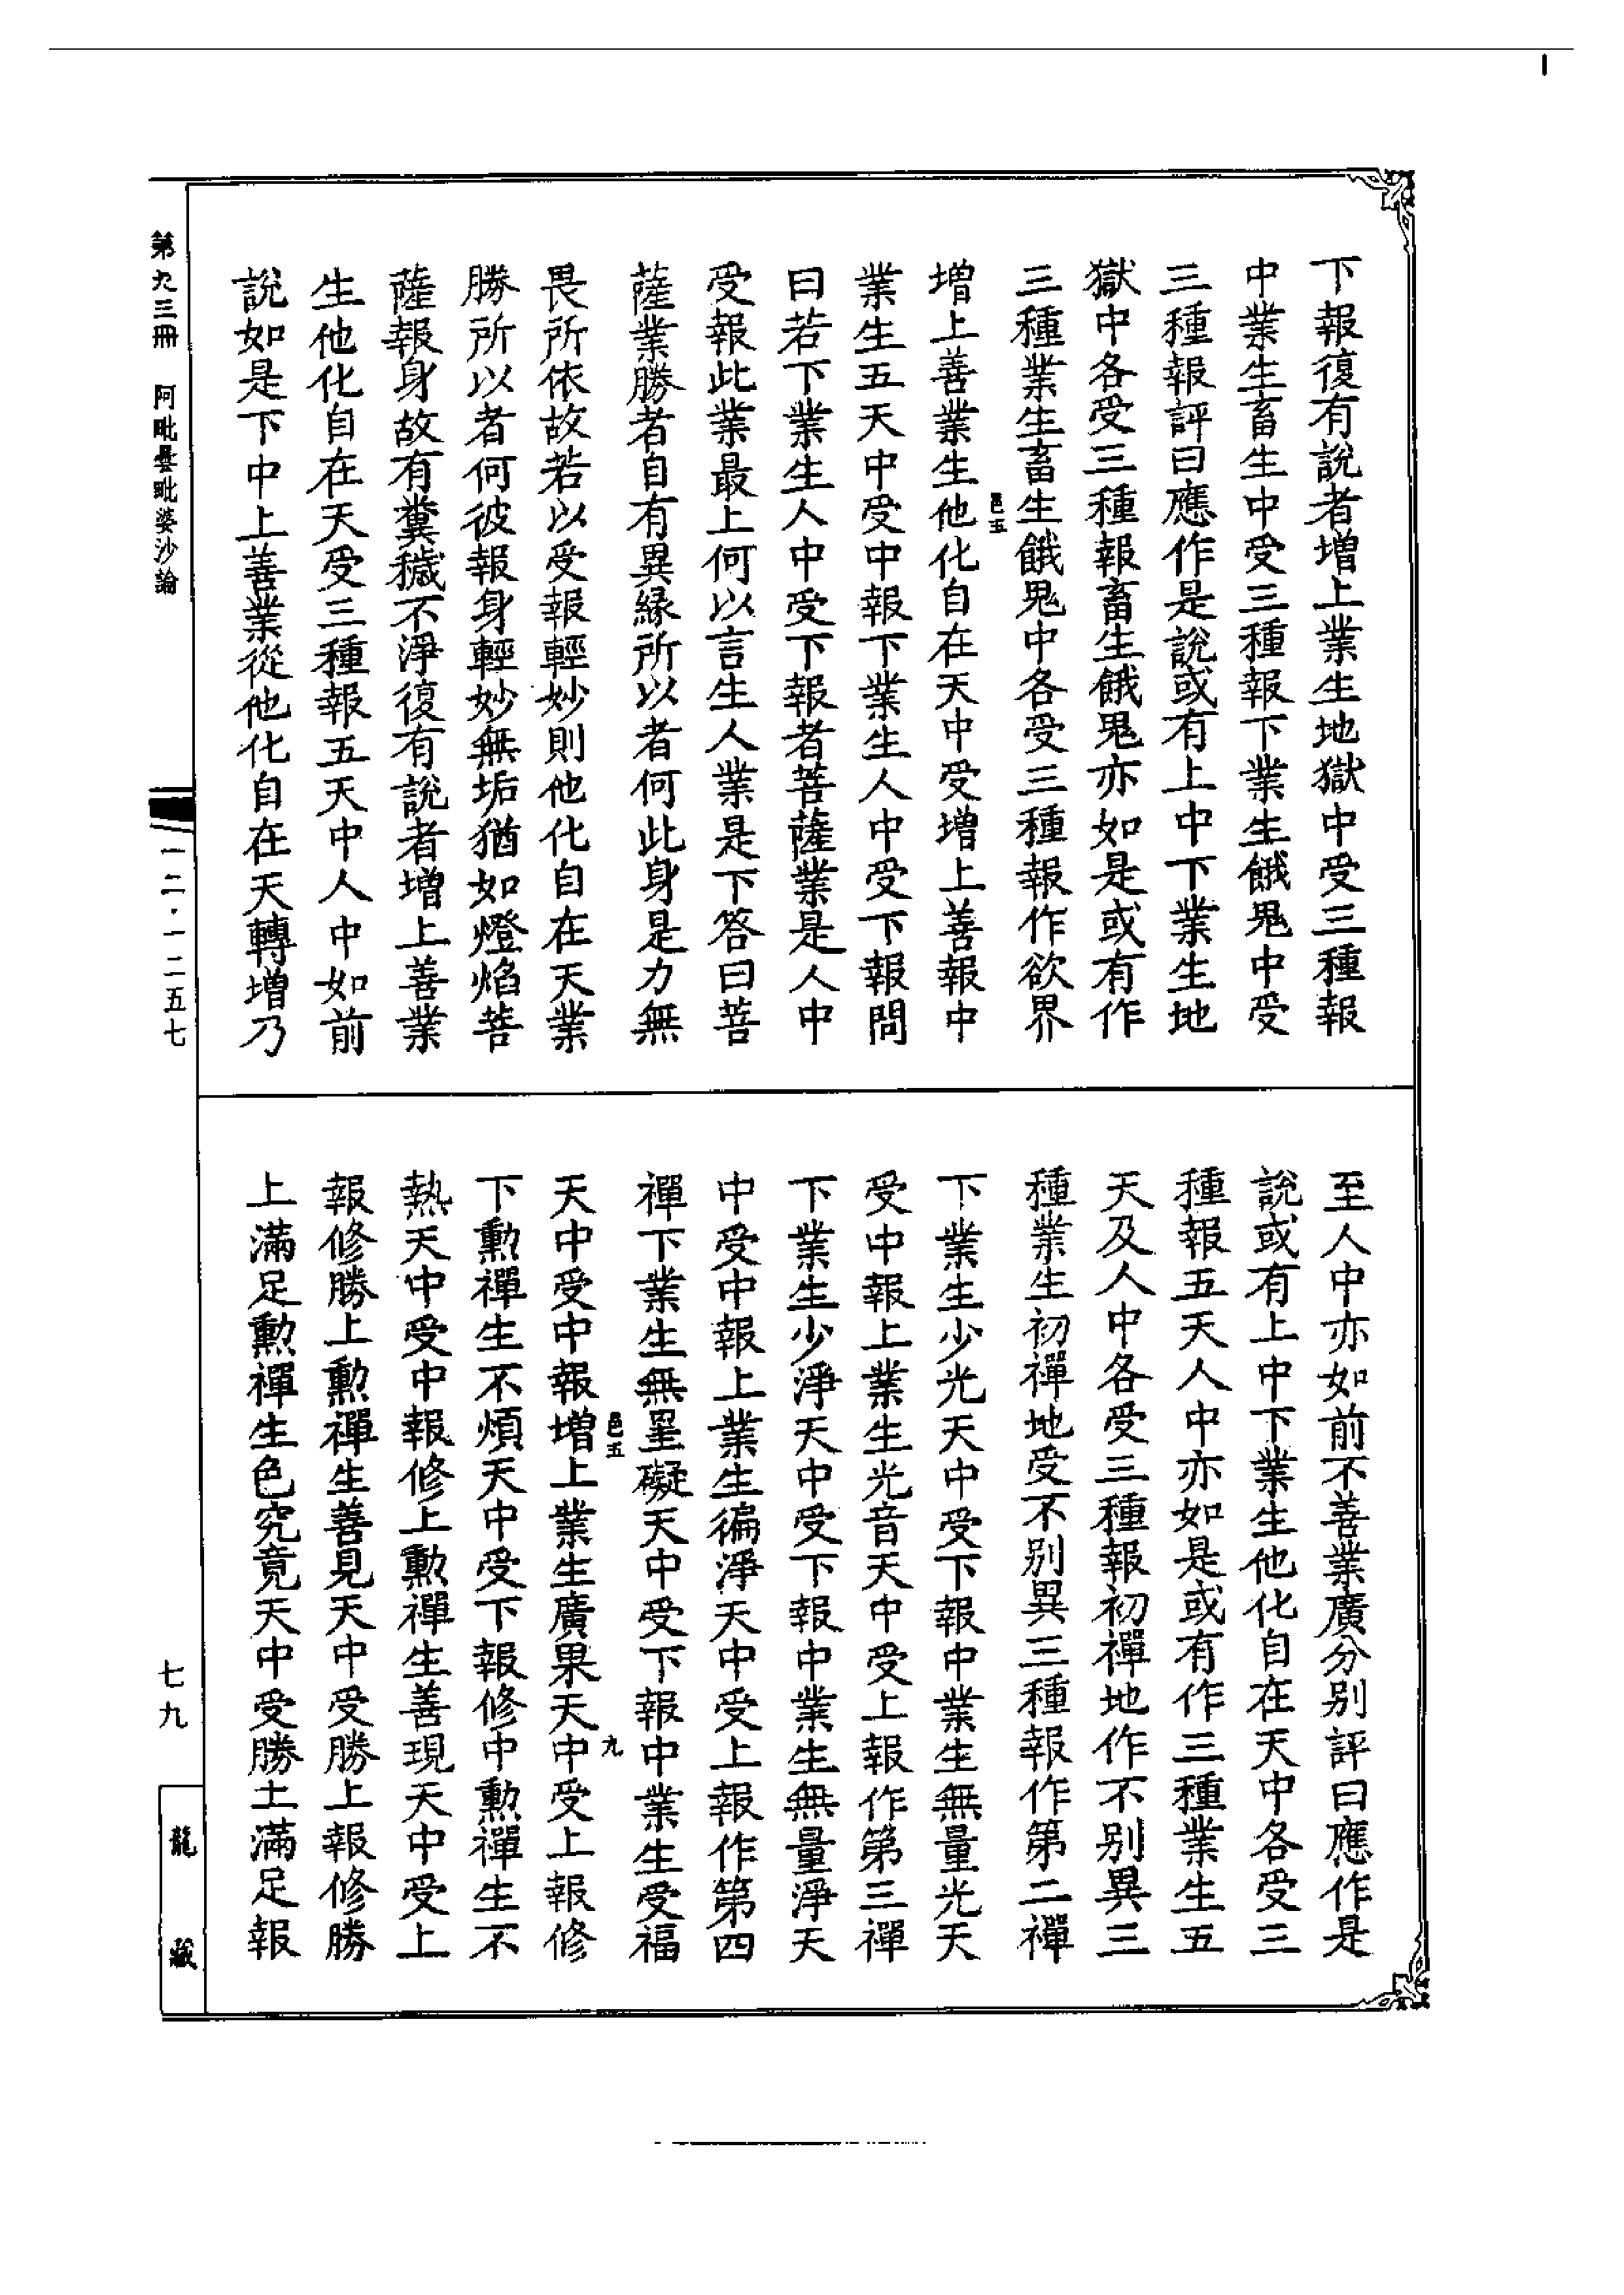 下報復有說者増上業生地獄中受三種報
中業生畜生中受三種報下業生餓鬼中受
三種報評曰應作是說或有上中下業生地
獄中各受三種報畜生餓鬼亦如是或有作
三種業生畜生餓鬼中各受三種報作欲界
邑五
増上善業生他化自在天中受増上善報中
業生五天中受中報下業生人中受下報問
曰若下業生人中受下報者菩薩業是人中
受報此業最上何以言生人業是下答曰菩
薩業勝者自有異緣所以者何此身是力無
畏所依故若以受報輕妙則他化自在天業
勝所以者何彼報身輕妙無垢猶如燈焰菩
薩報身故有糞穢不淨復有說者増上善業
生他化自在天受三種報五天中人中如前
說如是下中上善業從他化自在天轉増乃
至人中亦如前不善業廣分別評曰應作是
說或有上中下業生他化自在天中各受三
種報五天人中亦如是或有作三種業生五
天及人中各受三種報初禪地作不別異三
種業生初禪地受不別異三種報作第二禪
下業生少光天中受下報中業生無量光天
受中報上業生光音天中受上報作第三禪
下業生少淨天中受下報中業生無量淨天
中受中報上業生徧淨天中受上報作第四
禪下業生無罣礙天中受下報中業生受福
邑五
九
天中受中報増上業生廣果天中受上報修
下勳禪生不煩天中受下報修中勳禪生不
熱天中受中報修上勳禪生善現天中受上
報修勝上勳禪生善見天中受勝上報修勝
上滿足勳禪生色究竟天中受勝上滿足報
第九三冊　阿毗曇毗婆沙論
一二·一二五七
七九
龍藏